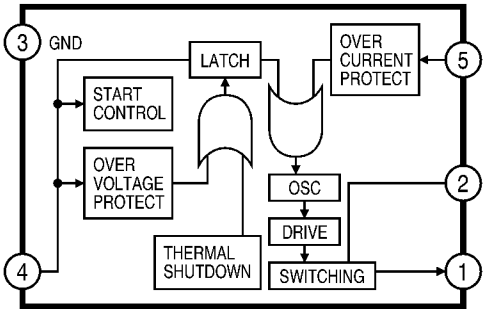 3 GND
LATCH
OVER
CURRENT
PROTECT
5
START
CONTROL
OVER
VOLTAGE
PROTECT
OSC
2
DRIVE
THERMAL
SHUTDOWN
4
SWITCHING
1